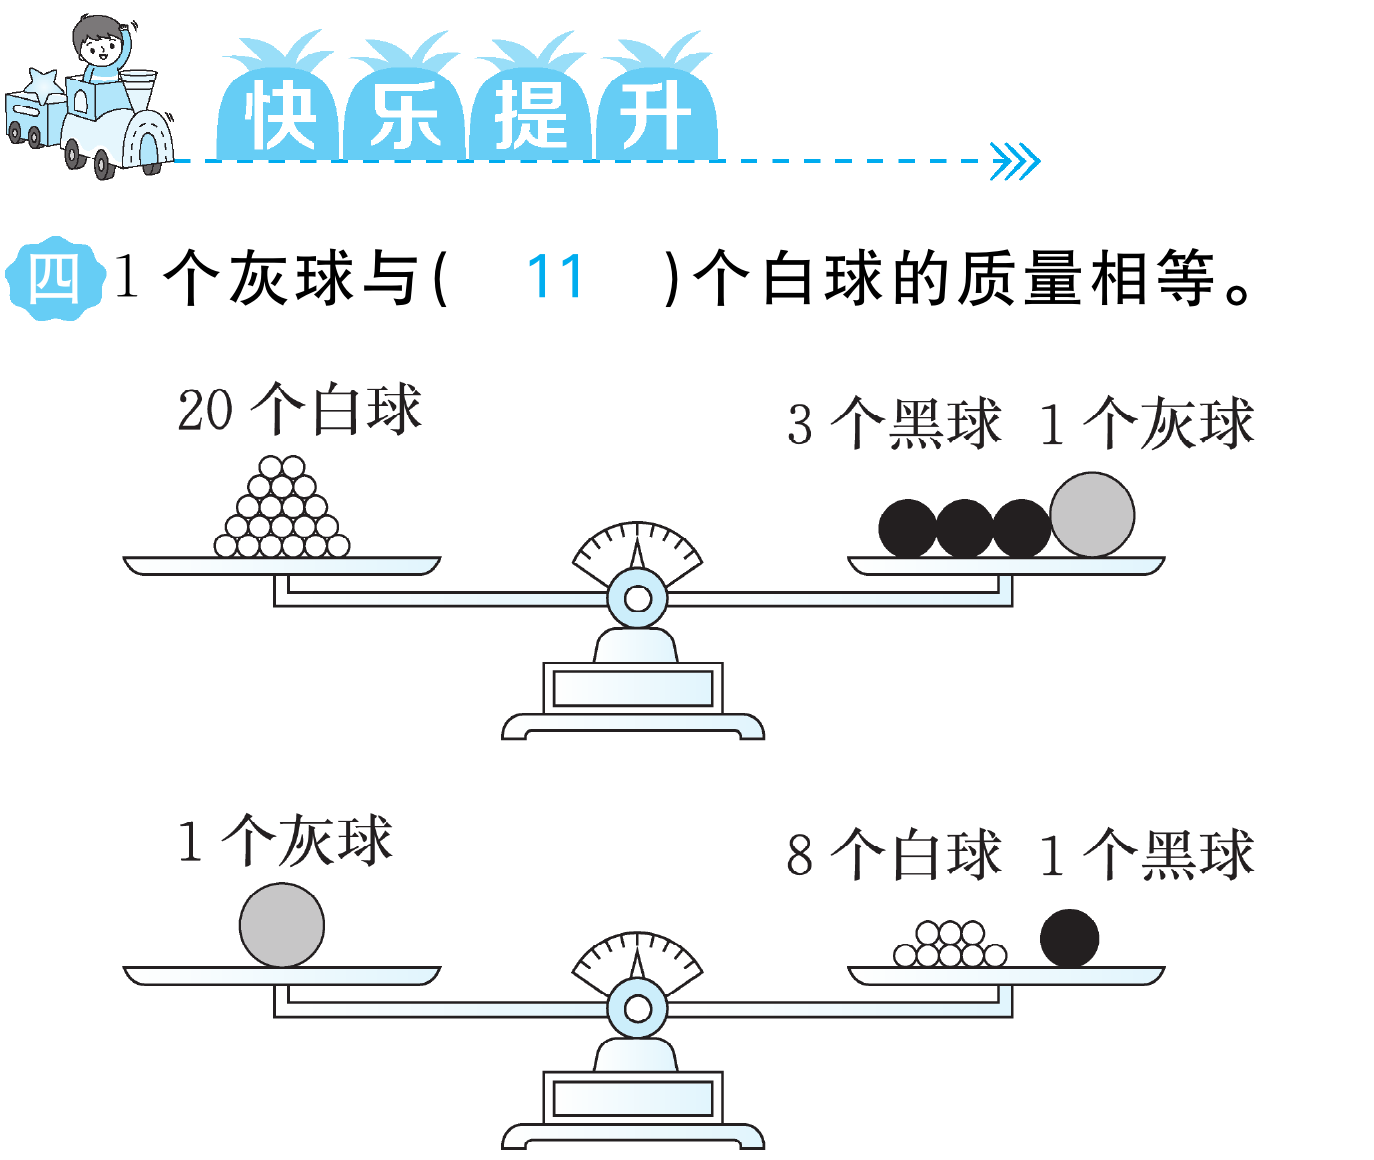 快乐提升
四 1个灰球与( 11 )个白球的质量相等。
20个白球
3个黑球 1个灰球
1个灰球
8个白球 1个黑球